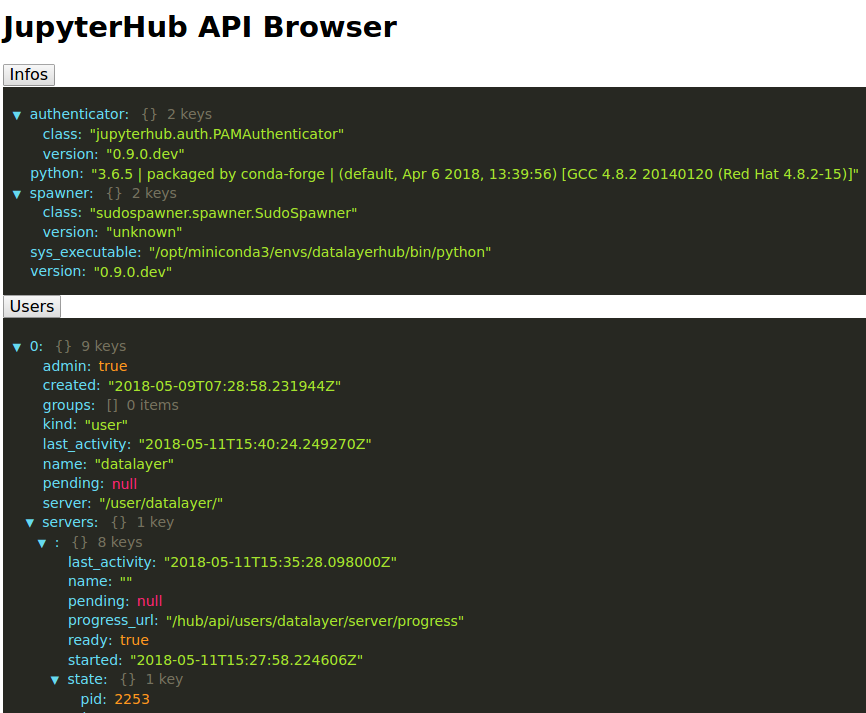 JupyterHub API Browser
Infos
▼ authenticator: {} 2 keys
class: "jupyterhub.auth.PAMAuthenticator"
version: "0.9.0.dev"
python: "3.6.5 | packaged by conda-forge | (default, Apr 6 2018, 13:39:56) [GCC 4.8.2 20140120 (Red Hat 4.8.2-15)]"
▼ spawner: {} 2 keys
class: "sudospawner.spawner.SudoSpawner"
version: "unknown"
sys_executable: "/opt/miniconda3/envs/datalayerhub/bin/python"
version: "0.9.0.dev"
Users
▼ 0: {} 9 keys
admin: true
created: "2018-05-09T07:28:58.231944Z"
groups: [] 0 items
kind: "user"
last_activity: "2018-05-11T15:40:24.249270Z"
name: "datalayer"
pending: null
server: "/user/datalayer/"
▼ servers: {} 1 key
▼ : {} 8 keys
last_activity: "2018-05-11T15:35:28.098000Z"
name: ""
pending: null
progress_url: "/hub/api/users/datalayer/server/progress"
ready: true
started: "2018-05-11T15:27:58.224606Z"
▼ state: {} 1 key
pid: 2253